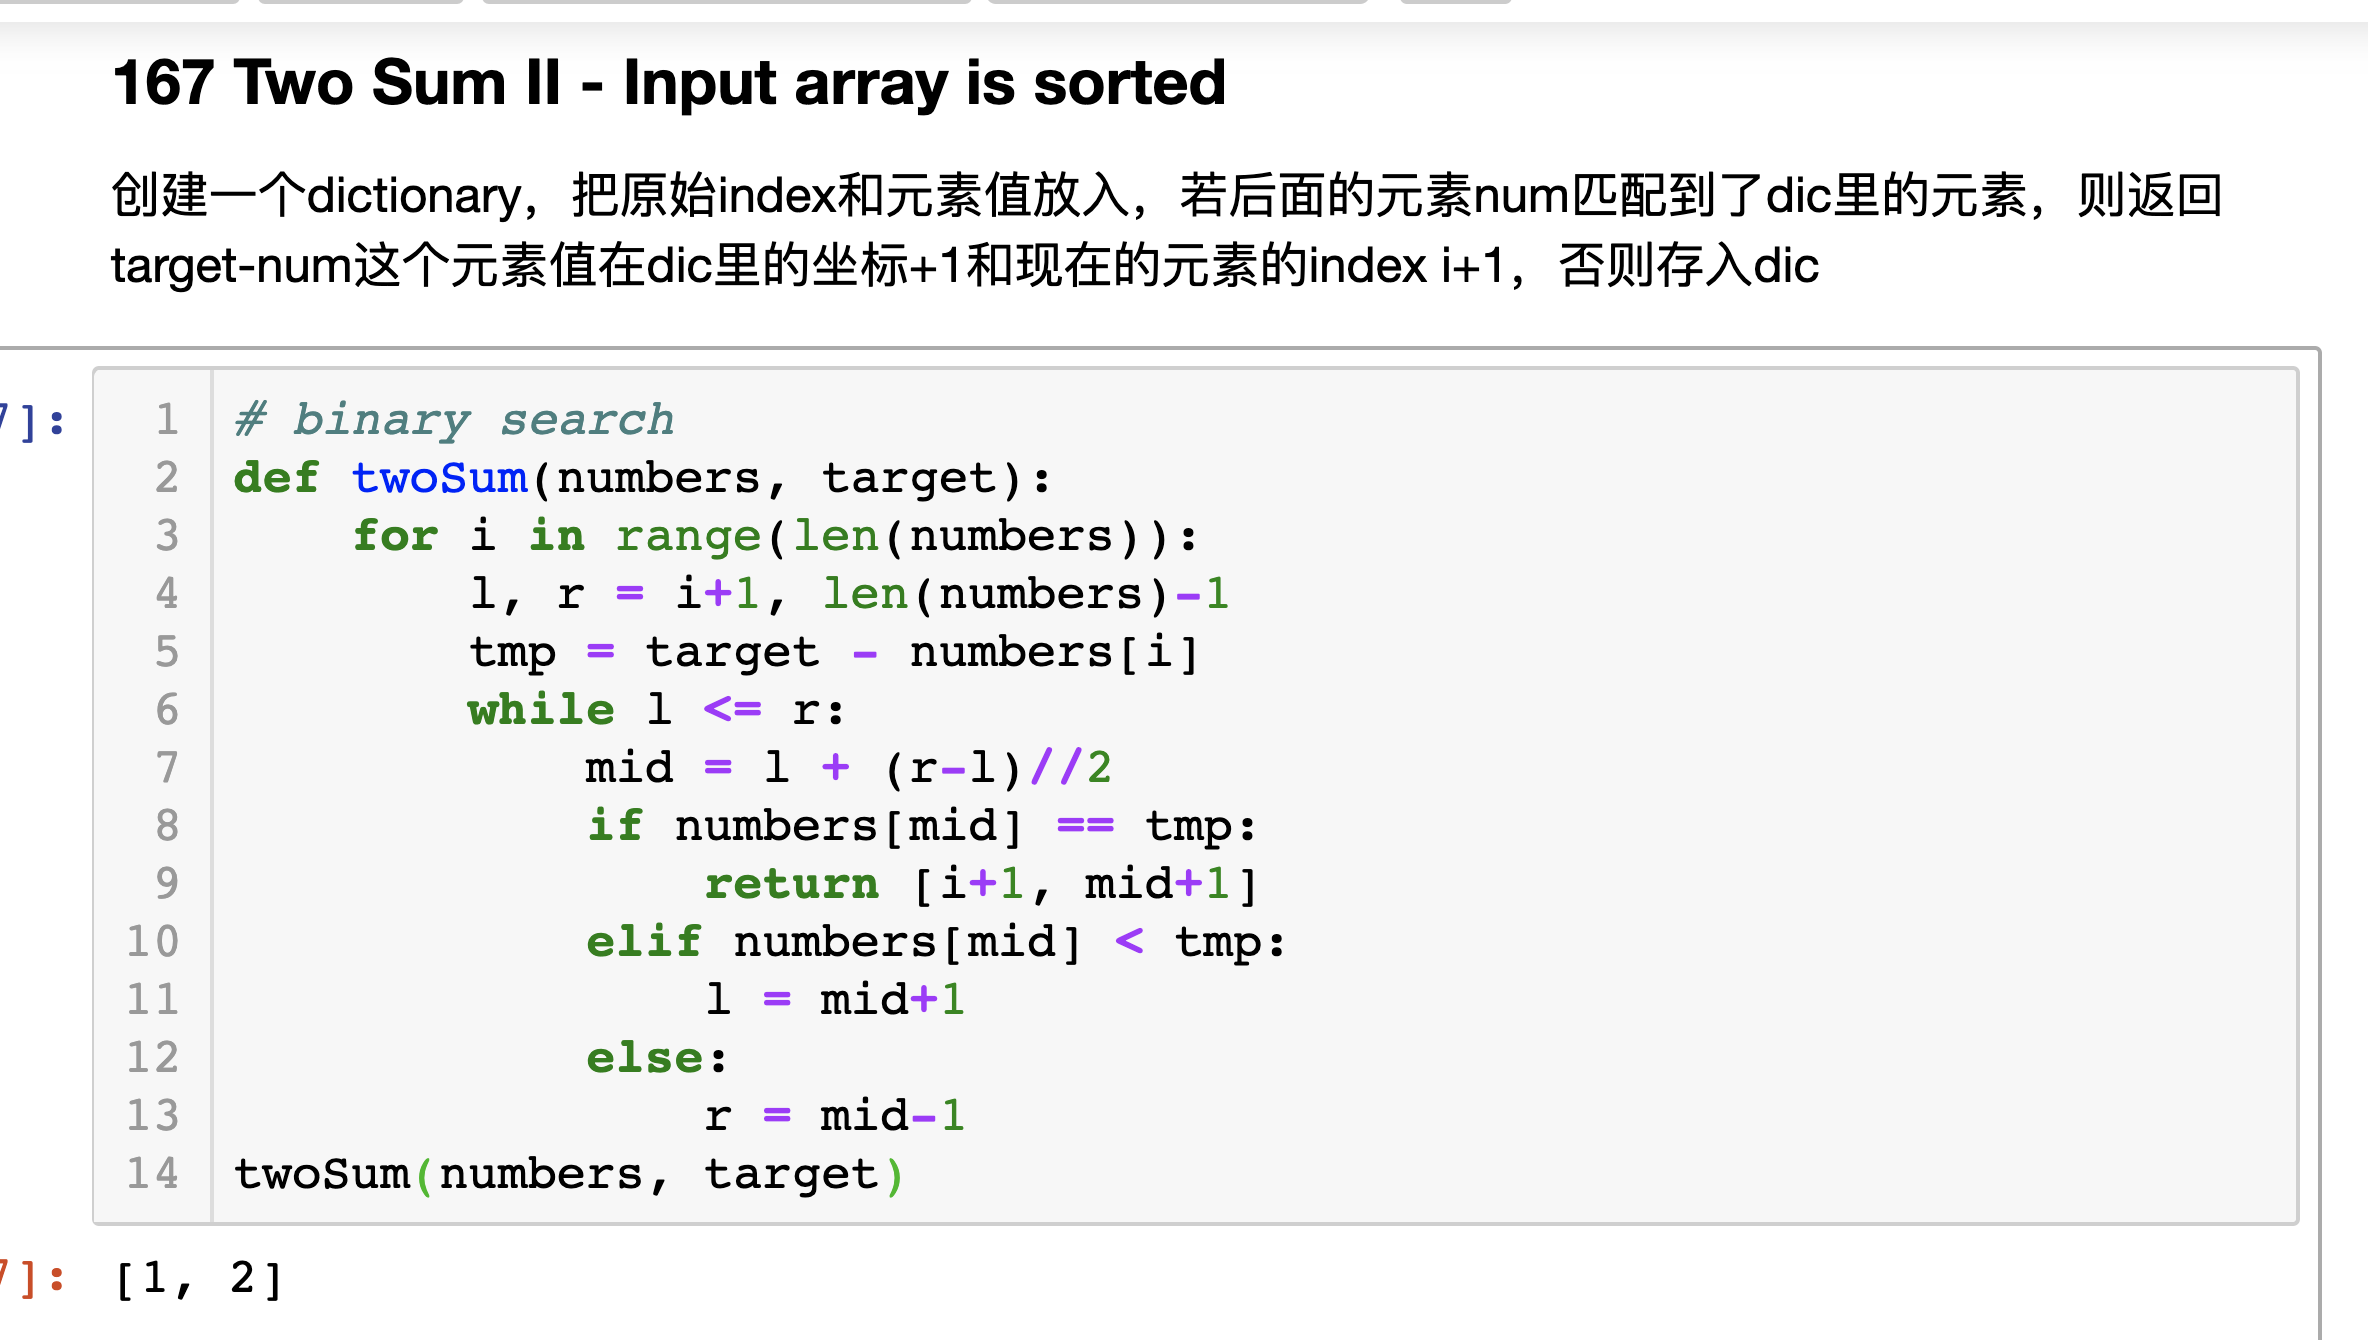 167 Two Sum II - Input array is sorted
创建一个dictionary，把原始index和元素值放入，若后面的元素num匹配到了dic里的元素，则返回
target-num这个元素值在dic里的坐标+1和现在的元素的index i+1，否则存入dic
7]:
1 # binary search
2 def twoSum(numbers, target):
3     for i in range(len(numbers)):
4         l, r = i+1, len(numbers)-1
5         tmp = target - numbers[i]
6         while l <= r:
7             mid = l + (r-l)//2
8             if numbers[mid] == tmp:
9                 return [i+1, mid+1]
10             elif numbers[mid] < tmp:
11                 l = mid+1
12             else:
13                 r = mid-1
14 twoSum(numbers, target)
7]: [1, 2]